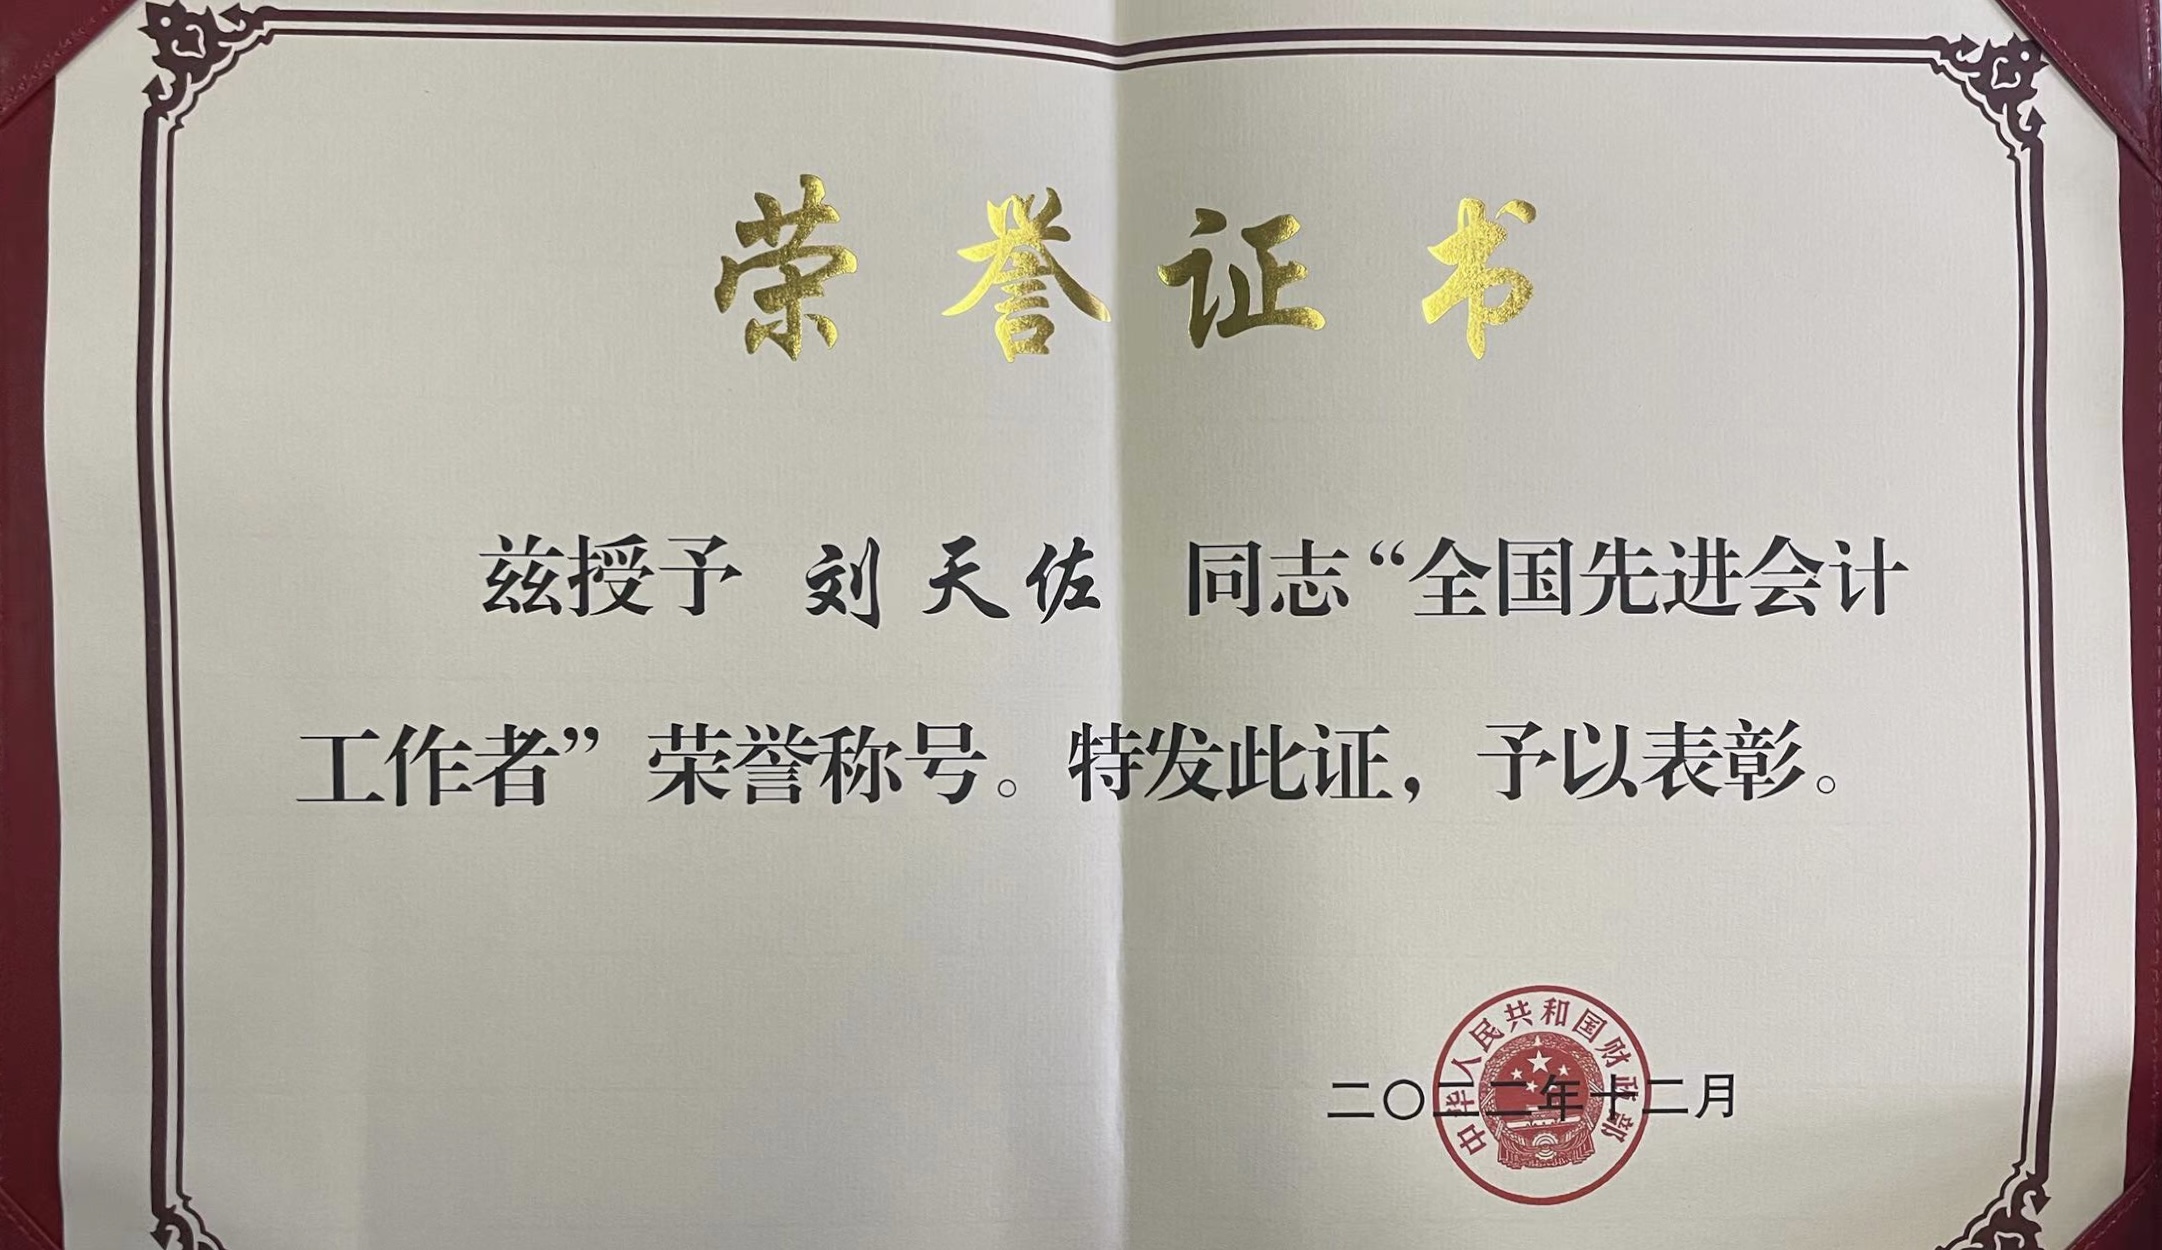 荣誉证书
兹授予 刘天佐 同志“全国先进会计
工作者”荣誉称号。特发此证，予以表彰。
中华人民共和国财政部
二〇二二年十二月